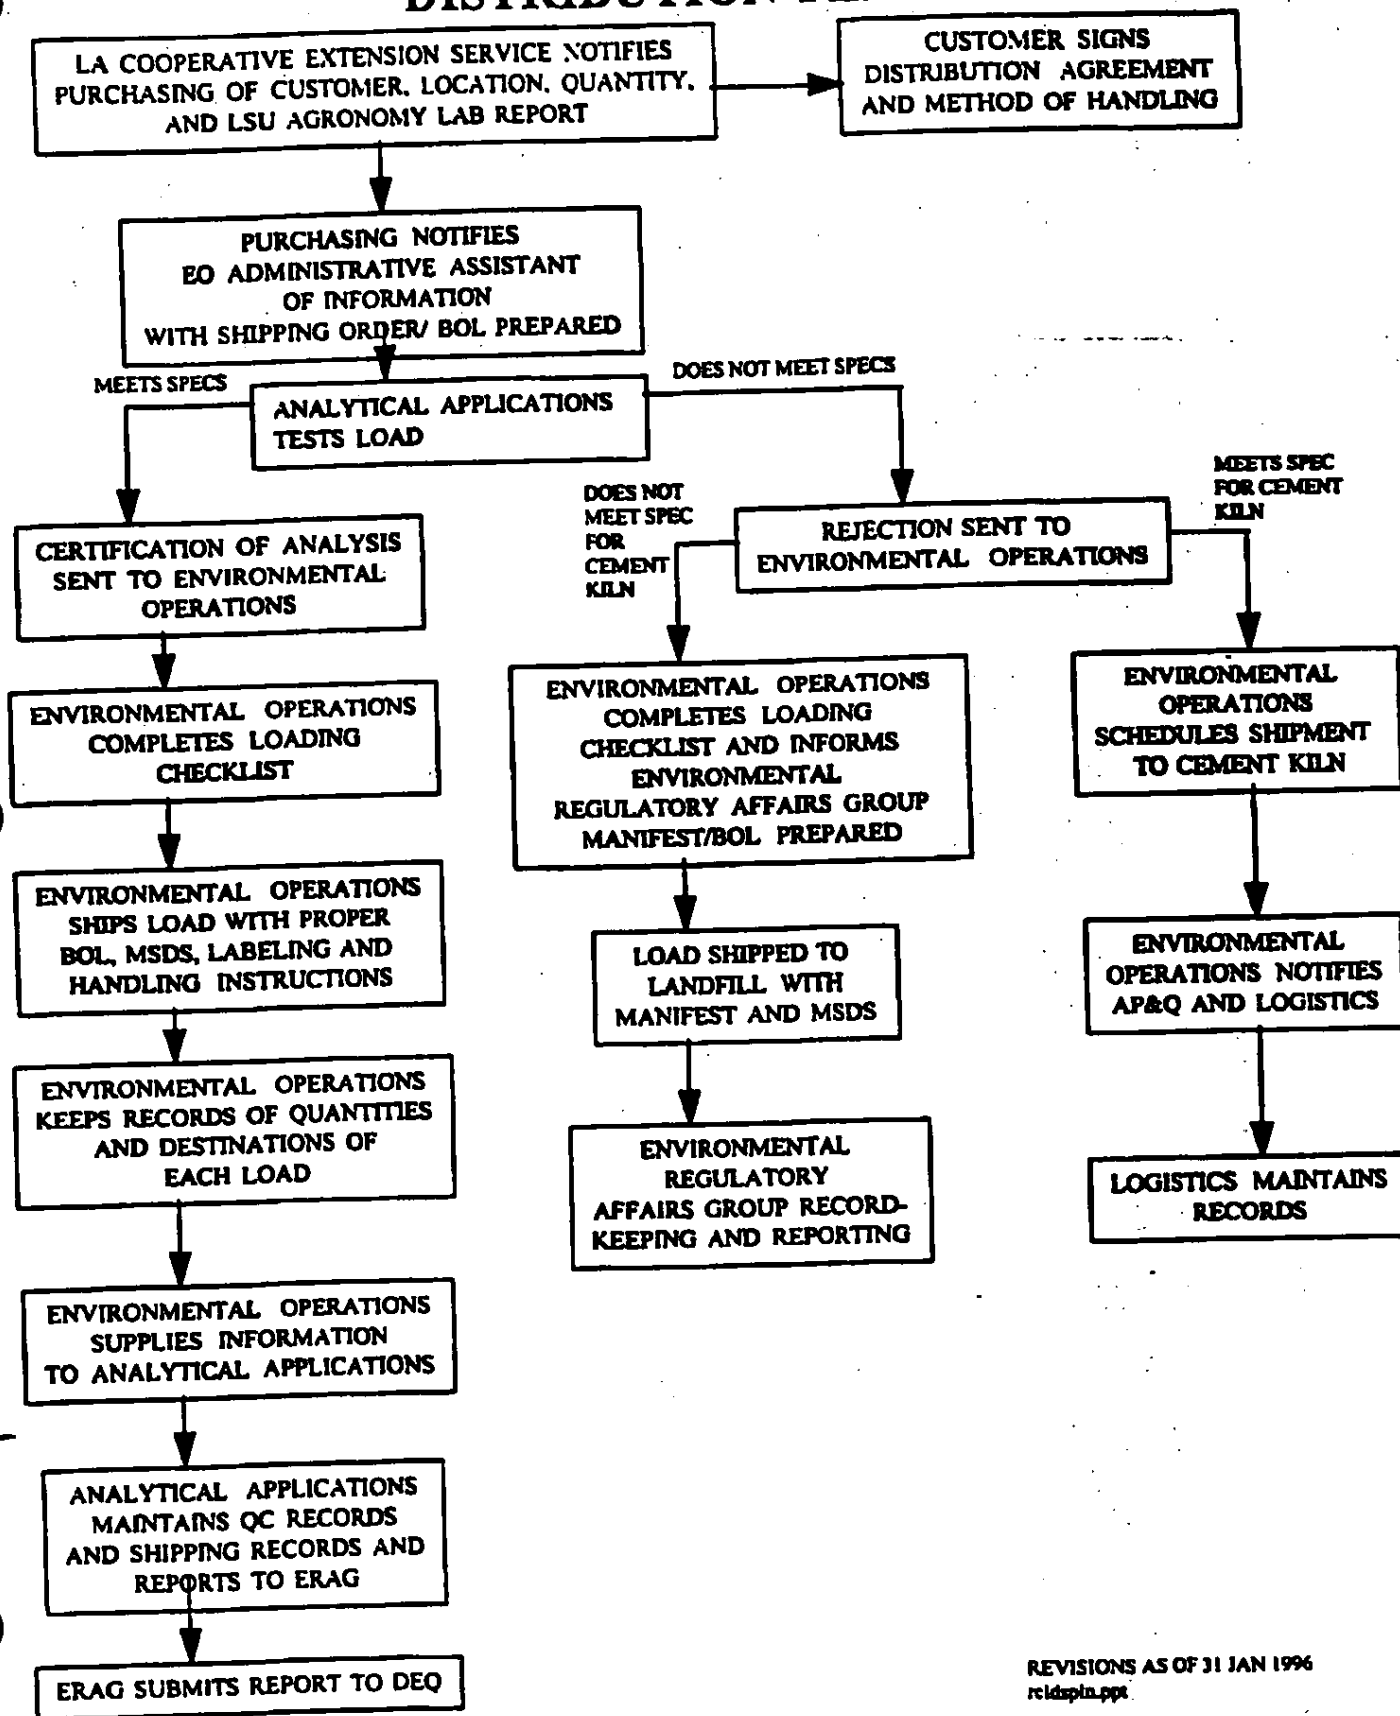 DISTRIBUTION
LA COOPERATIVE EXTENSION SERVICE NOTIFIES
PURCHASING OF CUSTOMER, LOCATION, QUANTITY,
AND LSU AGRONOMY LAB REPORT
CUSTOMER SIGNS
DISTRIBUTION AGREEMENT
AND METHOD OF HANDLING
PURCHASING NOTIFIES
EO ADMINISTRATIVE ASSISTANT
OF INFORMATION
WITH SHIPPING ORDER/ BOL PREPARED
MEETS SPECS
DOES NOT MEET SPECS
ANALYTICAL APPLICATIONS
TESTS LOAD
DOES NOT
MEET SPEC
FOR
CEMENT
KILN
MEETS SPEC
FOR CEMENT
KILN
CERTIFICATION OF ANALYSIS
SENT TO ENVIRONMENTAL
OPERATIONS
REJECTION SENT TO
ENVIRONMENTAL OPERATIONS
ENVIRONMENTAL OPERATIONS
COMPLETES LOADING
CHECKLIST
ENVIRONMENTAL OPERATIONS
COMPLETES LOADING
CHECKLIST AND INFORMS
ENVIRONMENTAL
REGULATORY AFFAIRS GROUP
MANIFEST/BOL PREPARED
ENVIRONMENTAL
OPERATIONS
SCHEDULES SHIPMENT
TO CEMENT KILN
ENVIRONMENTAL OPERATIONS
SHIPS LOAD WITH PROPER
BOL, MSDS, LABELING AND
HANDLING INSTRUCTIONS
LOAD SHIPPED TO
LANDFILL WITH
MANIFEST AND MSDS
ENVIRONMENTAL
OPERATIONS NOTIFIES
AP&Q AND LOGISTICS
ENVIRONMENTAL OPERATIONS
KEEPS RECORDS OF QUANTITIES
AND DESTINATIONS OF
EACH LOAD
ENVIRONMENTAL
REGULATORY
AFFAIRS GROUP RECORD-
KEEPING AND REPORTING
LOGISTICS MAINTAINS
RECORDS
ENVIRONMENTAL OPERATIONS
SUPPLIES INFORMATION
TO ANALYTICAL APPLICATIONS
ANALYTICAL APPLICATIONS
MAINTAINS QC RECORDS
AND SHIPPING RECORDS AND
REPORTS TO ERAG
ERAG SUBMITS REPORT TO DEQ
REVISIONS AS OF 31 JAN 1996
rcldspln.ppt